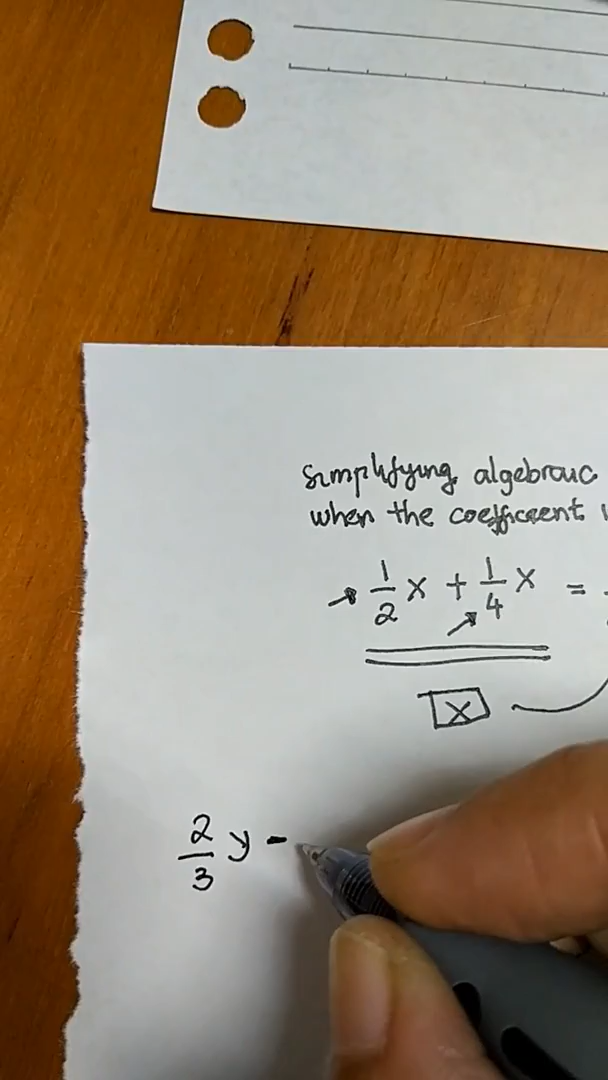 simplifying algebraic
when the coefficient
1/2 x + 1/4 x =
x
2/3 y -